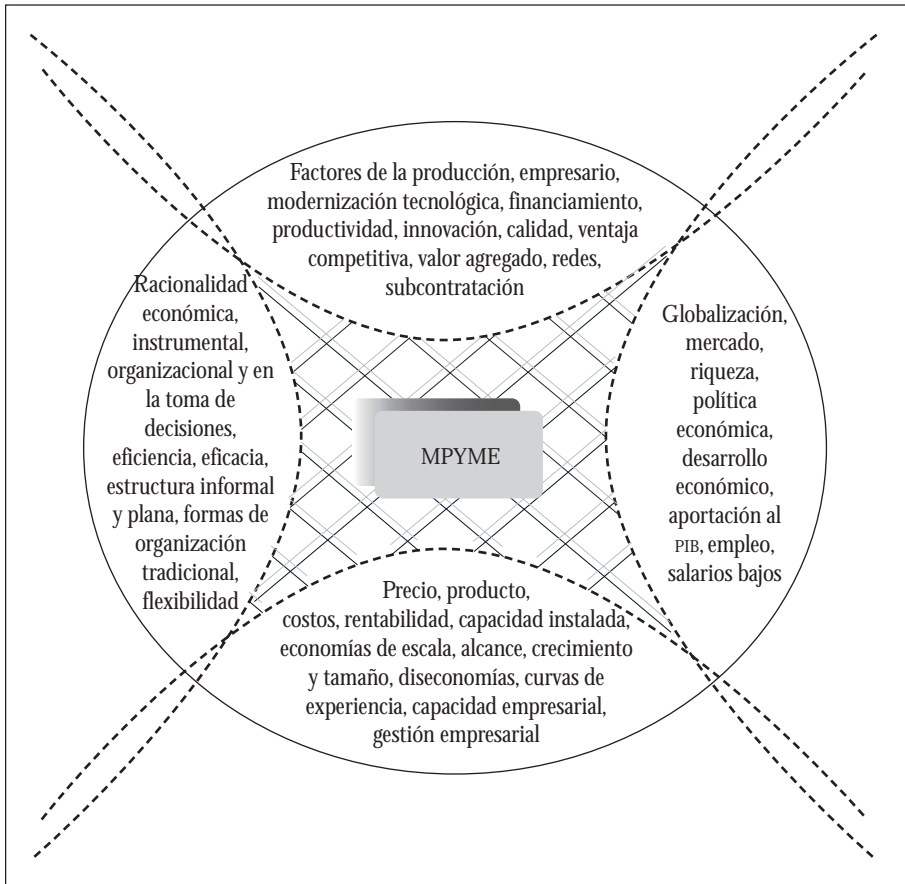 Factores de la producción, empresario,
modernización tecnológica, financiamiento,
productividad, innovación, calidad, ventaja
competitiva, valor agregado, redes,
subcontratación
Racionalidad
económica,
instrumental,
organizacional y en
la toma de
decisiones,
eficiencia, eficacia,
estructura informal
y plana, formas de
organización
tradicional,
flexibilidad
MPYME
Globalización,
mercado,
riqueza,
política
económica,
desarrollo
económico,
aportación al
PIB, empleo,
salarios bajos
Precio, producto,
costos, rentabilidad, capacidad instalada,
economías de escala, alcance, crecimiento
y tamaño, diseconomías, curvas de
experiencia, capacidad empresarial,
gestión empresarial